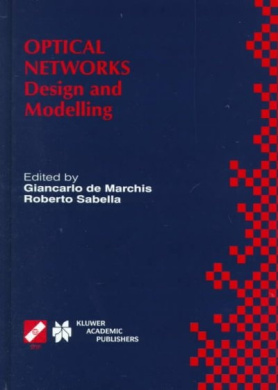 OPTICAL
NETWORKS
Design and
Modelling
Edited by
Giancarlo de Marchis
Roberto Sabella
KLUWER
ACADEMIC
PUBLISHERS